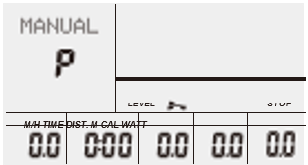 MANUAL
P
LEVEL STOP
M/H TIME DIST. M CAL WATT
0.0 0:00 0.0 0.0 0.0